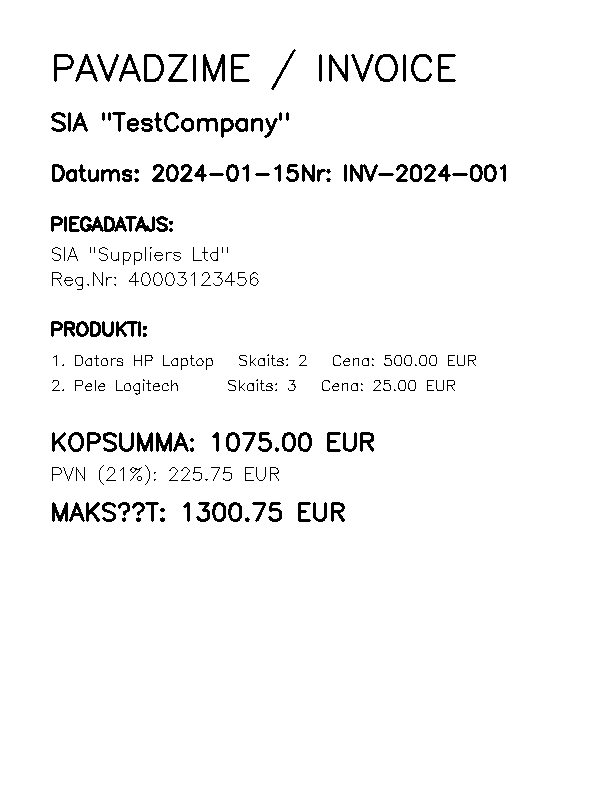 PAVADZIME / INVOICE
SIA "TestCompany"
Datums: 2024-01-15Nr: INV-2024-001
PIEGADATAJS:
SIA "Suppliers Ltd"
Reg.Nr: 40003123456
PRODUKTI:
1. Dators HP Laptop Skaits: 2 Cena: 500.00 EUR
2. Pele Logitech Skaits: 3 Cena: 25.00 EUR
KOPSUMMA: 1075.00 EUR
PVN (21%): 225.75 EUR
MAKS??T: 1300.75 EUR